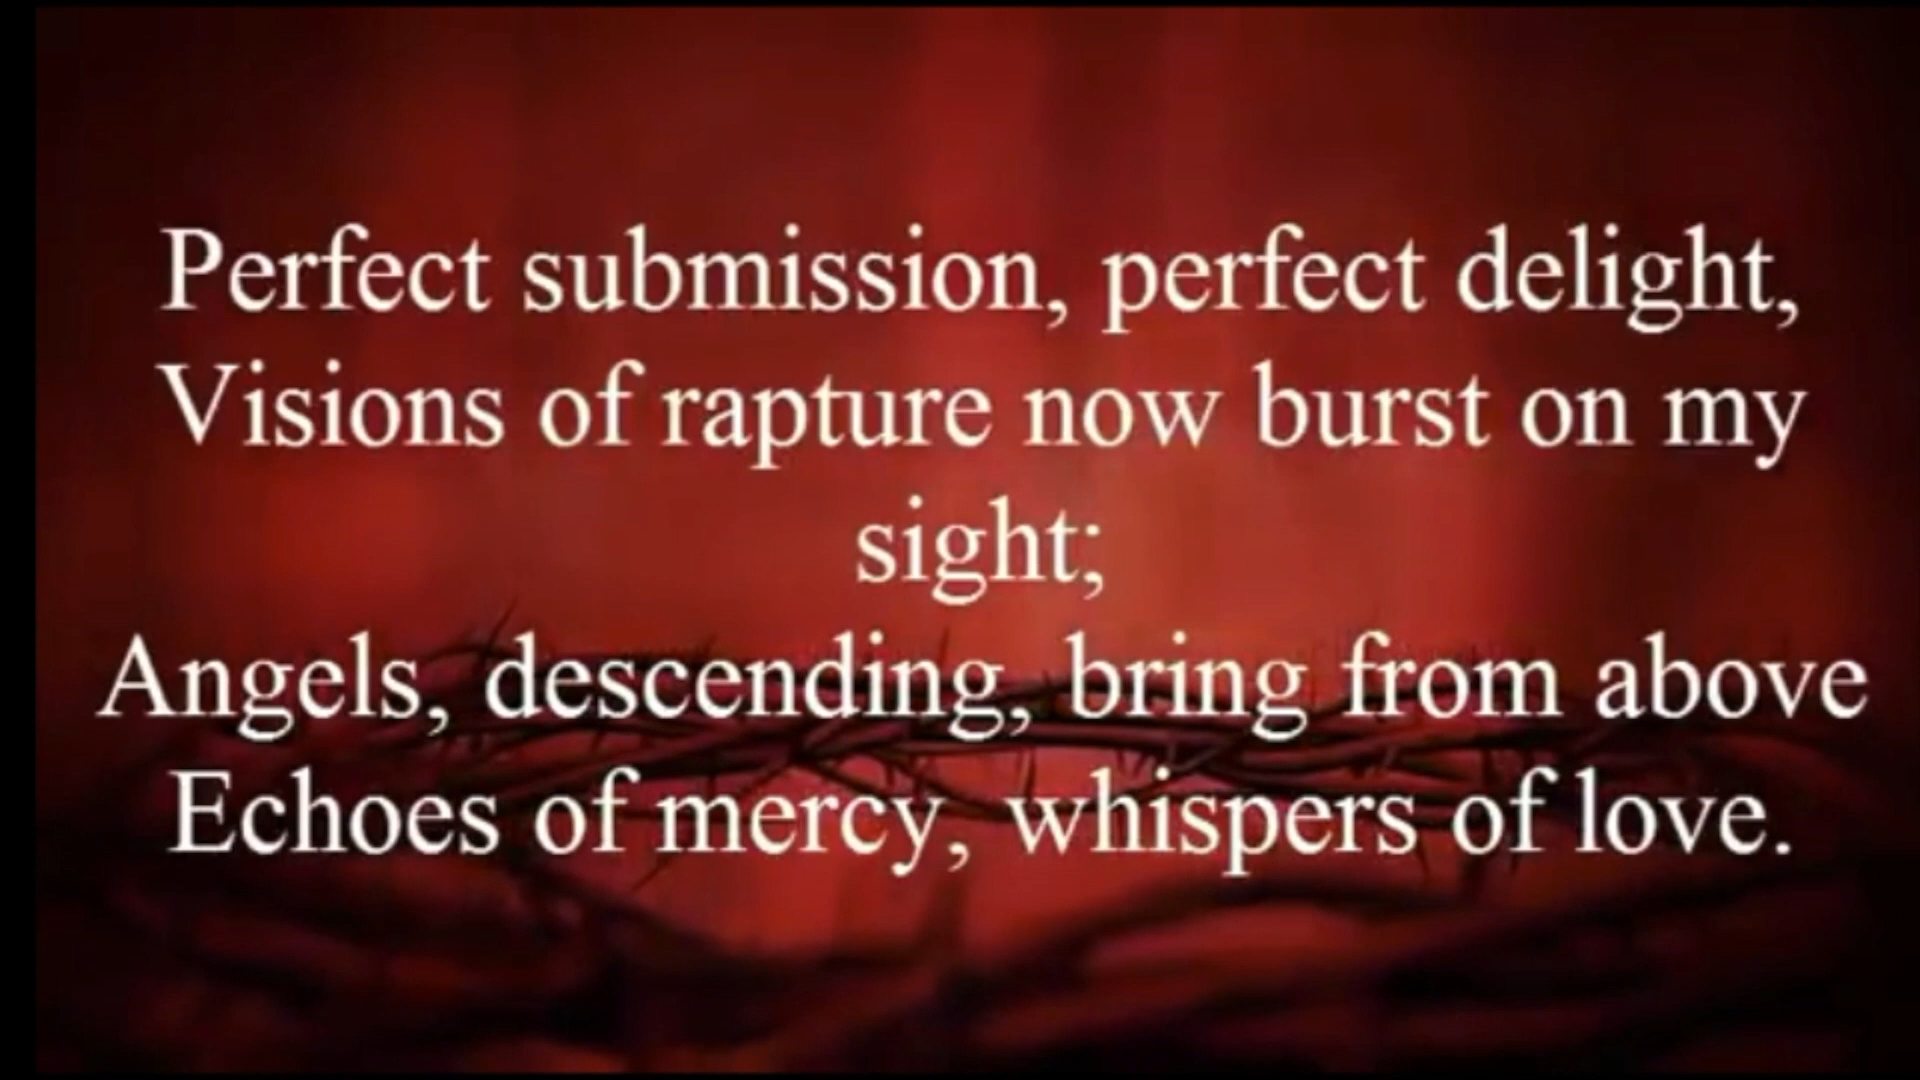 Perfect submission, perfect delight,
Visions of rapture now burst on my
sight;
Angels, descending, bring from above
Echoes of mercy, whispers of love.